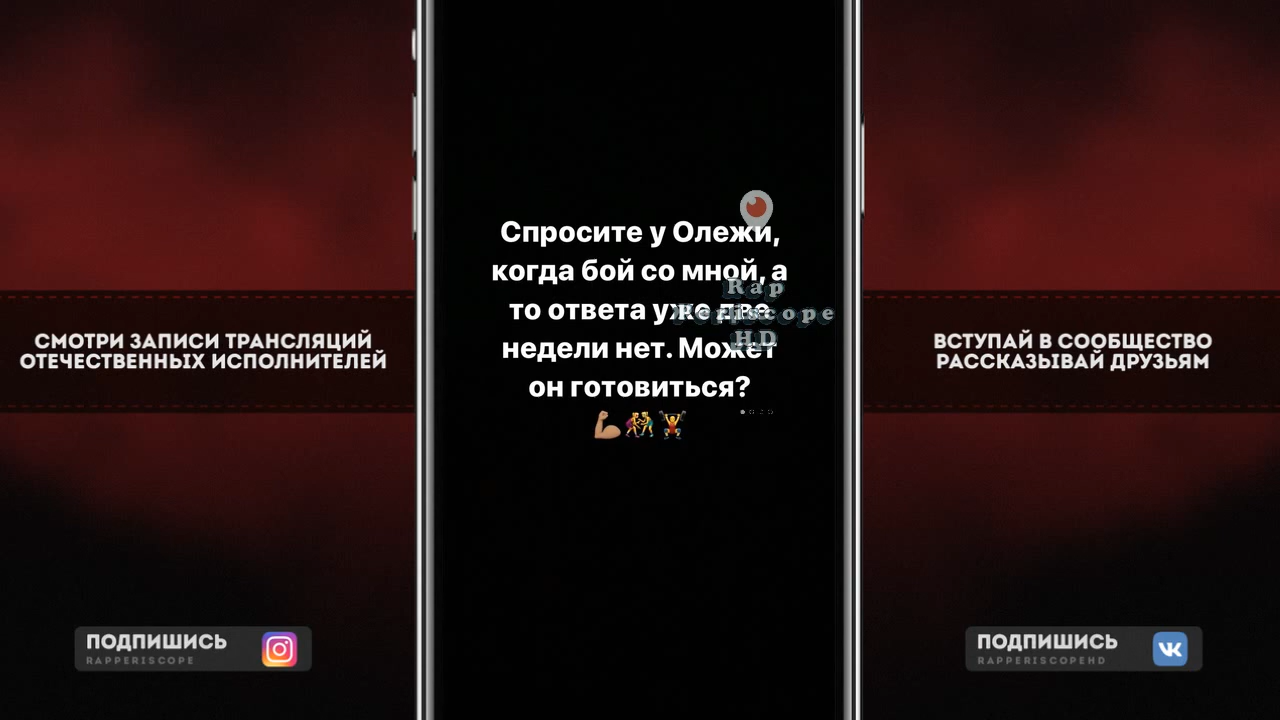 СМОТРИ ЗАПИСИ ТРАНСЛЯЦИЙ
ОТЕЧЕСТВЕННЫХ ИСПОЛНИТЕЛЕЙ
ПОДПИШИСЬ
RAPPERISCOPE
Спросите у Олежи,
когда бой со мной, а
то ответа уже две
недели нет. Может
он готовиться?
Rap
Periscope
HD
ВСТУПАЙ В СООБЩЕСТВО
РАССКАЗЫВАЙ ДРУЗЬЯМ
ПОДПИШИСЬ
RAPPERISCOPEHD